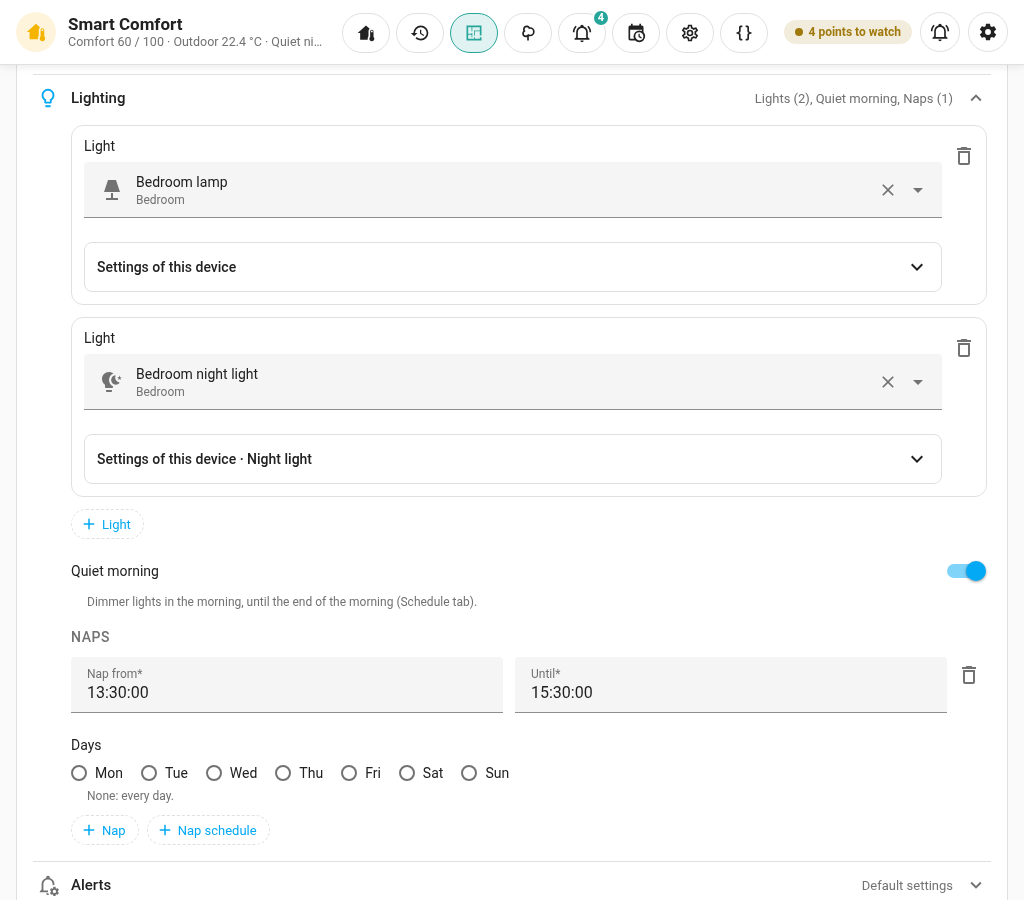 Smart Comfort
Comfort 60 / 100 · Outdoor 22.4 °C · Quiet ni…
4
4 points to watch
Lighting
Lights (2), Quiet morning, Naps (1)
Light
Bedroom lamp
Bedroom
Settings of this device
Light
Bedroom night light
Bedroom
Settings of this device · Night light
+ Light
Quiet morning
Dimmer lights in the morning, until the end of the morning (Schedule tab).
NAPS
Nap from*
13:30:00
Until*
15:30:00
Days
Mon Tue Wed Thu Fri Sat Sun
None: every day.
+ Nap
+ Nap schedule
Alerts
Default settings